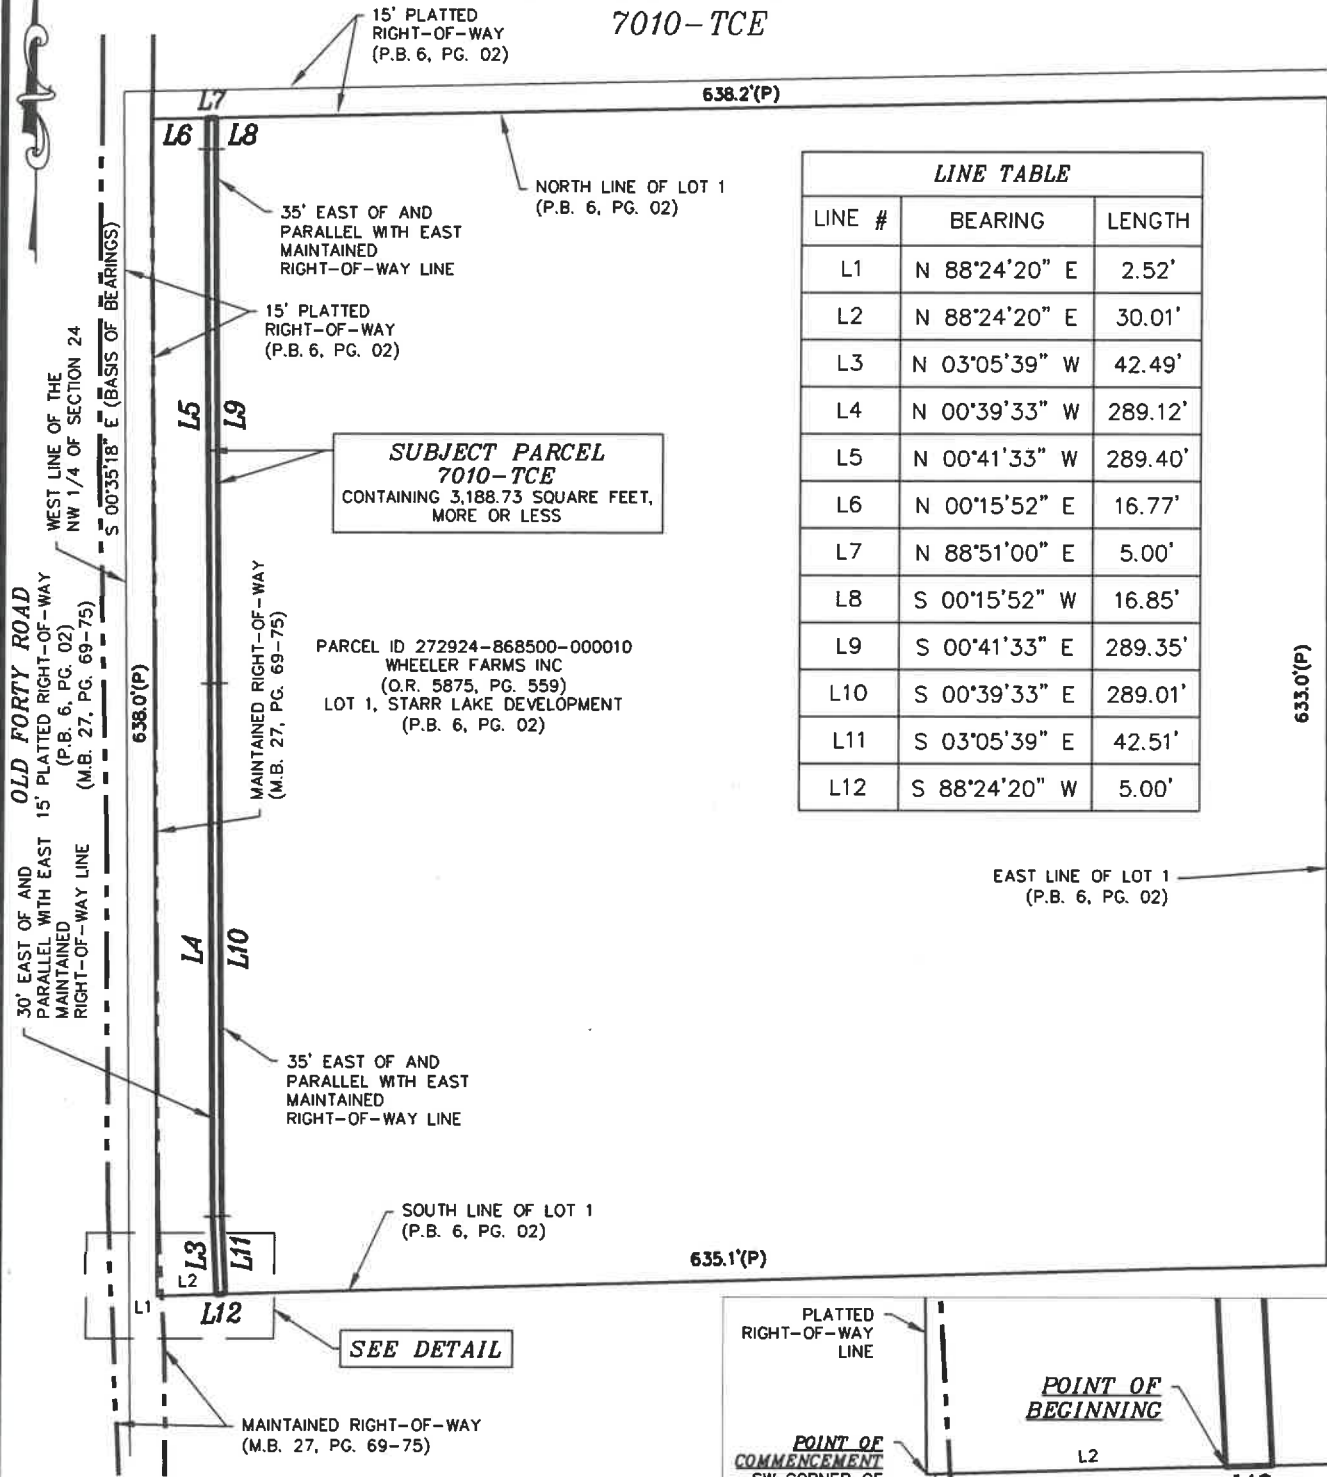 7010-TCE
15' PLATTED
RIGHT-OF-WAY
(P.B. 6, PG. 02)
638.2'(P)
L7
L6
L8
NORTH LINE OF LOT 1
(P.B. 6, PG. 02)
35' EAST OF AND
PARALLEL WITH EAST
MAINTAINED
RIGHT-OF-WAY LINE
15' PLATTED
RIGHT-OF-WAY
(P.B. 6, PG. 02)
WEST LINE OF THE
NW 1/4 OF SECTION 24
S 00°35'18" E (BASIS OF BEARINGS)
L5
L9
SUBJECT PARCEL
7010-TCE
CONTAINING 3,188.73 SQUARE FEET,
MORE OR LESS
LINE TABLE
LINE # BEARING LENGTH
L1 N 88°24'20" E 2.52'
L2 N 88°24'20" E 30.01'
L3 N 03°05'39" W 42.49'
L4 N 00°39'33" W 289.12'
L5 N 00°41'33" W 289.40'
L6 N 00°15'52" E 16.77'
L7 N 88°51'00" E 5.00'
L8 S 00°15'52" W 16.85'
L9 S 00°41'33" E 289.35'
L10 S 00°39'33" E 289.01'
L11 S 03°05'39" E 42.51'
L12 S 88°24'20" W 5.00'
OLD FORTY ROAD
15' PLATTED RIGHT-OF-WAY
(P.B. 6, PG. 02)
(M.B. 27, PG. 69-75)
638.0'(P)
MAINTAINED RIGHT-OF-WAY
(M.B. 27, PG. 69-75)
PARCEL ID 272924-868500-000010
WHEELER FARMS INC
(O.R. 5875, PG. 559)
LOT 1, STARR LAKE DEVELOPMENT
(P.B. 6, PG. 02)
633.0'(P)
30' EAST OF AND
PARALLEL WITH EAST
MAINTAINED
RIGHT-OF-WAY LINE
L4
L10
EAST LINE OF LOT 1
(P.B. 6, PG. 02)
35' EAST OF AND
PARALLEL WITH EAST
MAINTAINED
RIGHT-OF-WAY LINE
SOUTH LINE OF LOT 1
(P.B. 6, PG. 02)
635.1'(P)
L3
L11
L2
L1
L12
SEE DETAIL
MAINTAINED RIGHT-OF-WAY
(M.B. 27, PG. 69-75)
PLATTED
RIGHT-OF-WAY
LINE
POINT OF
BEGINNING
POINT OF
COMMENCEMENT
SW CORNER OF
L2
L12